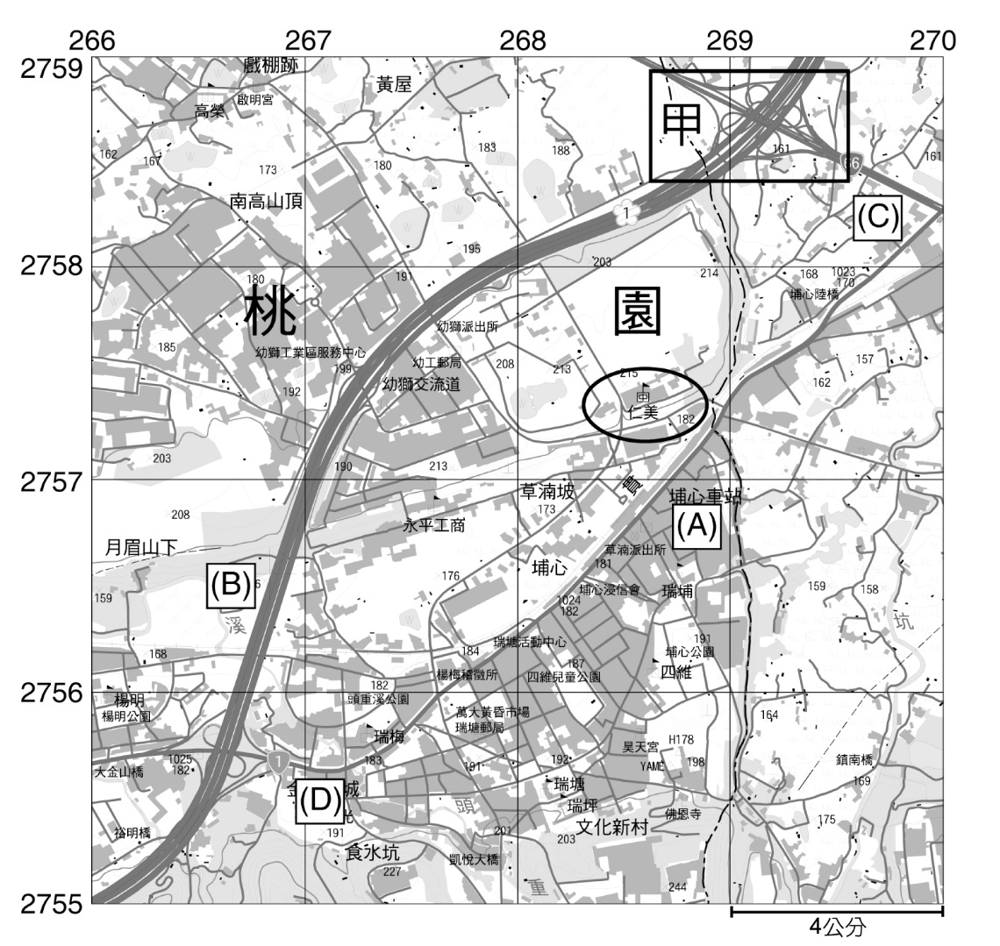 266 267 268 269 270
2759
戲棚跡
黃屋
啟明宮
高榮
甲
162
167
173
180
183
188
161
161
66
南高山頂
1
(C)
195
203
2758
180
191
214
168
1023
170
埔心陸橋
桃
園
185
幼獅派出所
幼獅工業區服務中心
199
幼工郵局
208
213
215
157
幼獅交流道
192
162
仁美
182
203
190
213
2757
草湳坡
埔心車站
208
173
永平工商
(A)
月眉山下
草湳派出所
埔心
181
(B)
6
176
埔心浸信會
瑞埔
159
158
159
1024
182
溪
坑
168
184
瑞塘活動中心
191
埔心公園
187
楊梅稽徵所
四維兒童公園
四維
182
2756
楊明
頭重溪公園
楊明公園
萬大黃昏市場
瑞塘郵局
164
瑞梅
昊天宮
H178
1025
182
1
183
191
192
YAME
198
鎮南橋
大金山橋
169
(D)
城
瑞塘
頭
瑞坪
佛恩寺
175
裕明橋
191
201
文化新村
203
食水坑
凱悅大橋
227
重
244
2755
4公分